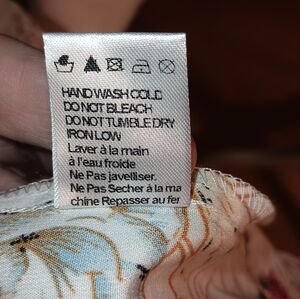 HAND WASH COLD
DO NOT BLEACH
DO NOT TUMBLE DRY
IRON LOW
Laver à la main
à l'eau froide
Ne Pas javelliser.
Ne Pas Secher à la ma
chine Repasser au fer